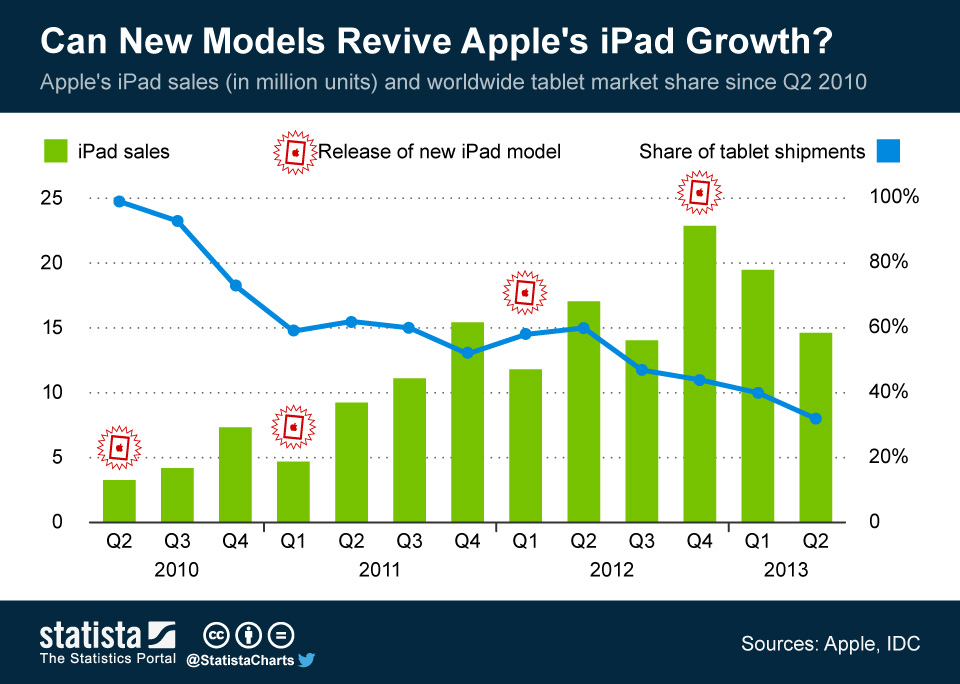 Can New Models Revive Apple's iPad Growth?
Apple's iPad sales (in million units) and worldwide tablet market share since Q2 2010
iPad sales
Release of new iPad model
Share of tablet shipments
25 100%
20 80%
15 60%
10 40%
5 20%
0 0
Q2 Q3 Q4 Q1 Q2 Q3 Q4 Q1 Q2 Q3 Q4 Q1 Q2
2010 2011 2012 2013
statista
The Statistics Portal
cc
@StatistaCharts
Sources: Apple, IDC